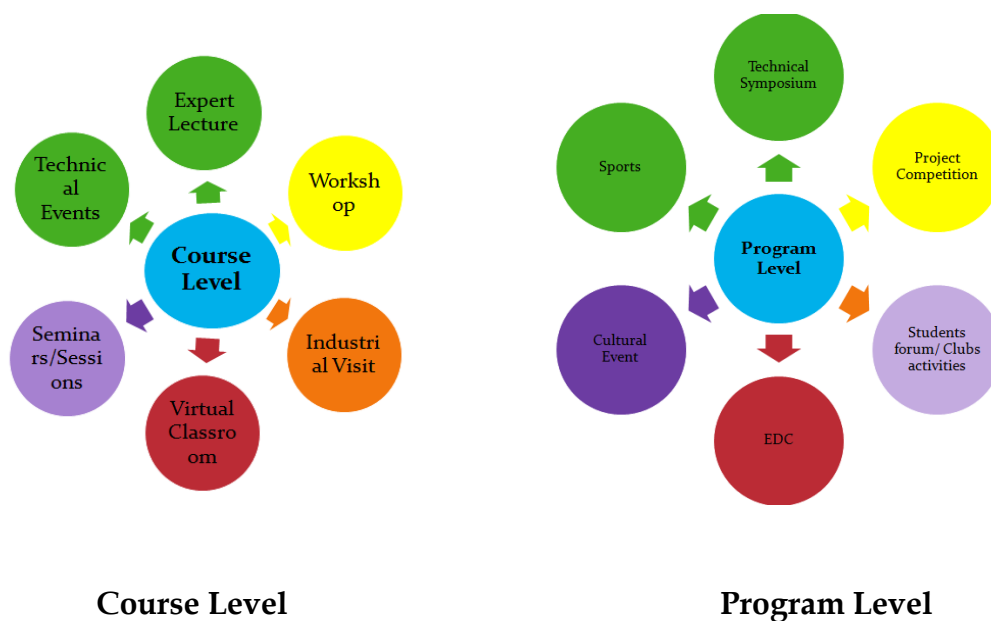 Expert
Lecture
Technic
al
Events
Worksh
op
Course
Level
Semina
rs/Sessi
ons
Industri
al Visit
Virtual
Classro
om
Technical
Symposium
Sports
Project
Competition
Program
Level
Cultural
Event
Students
forum/ Clubs
activities
EDC
Course Level
Program Level